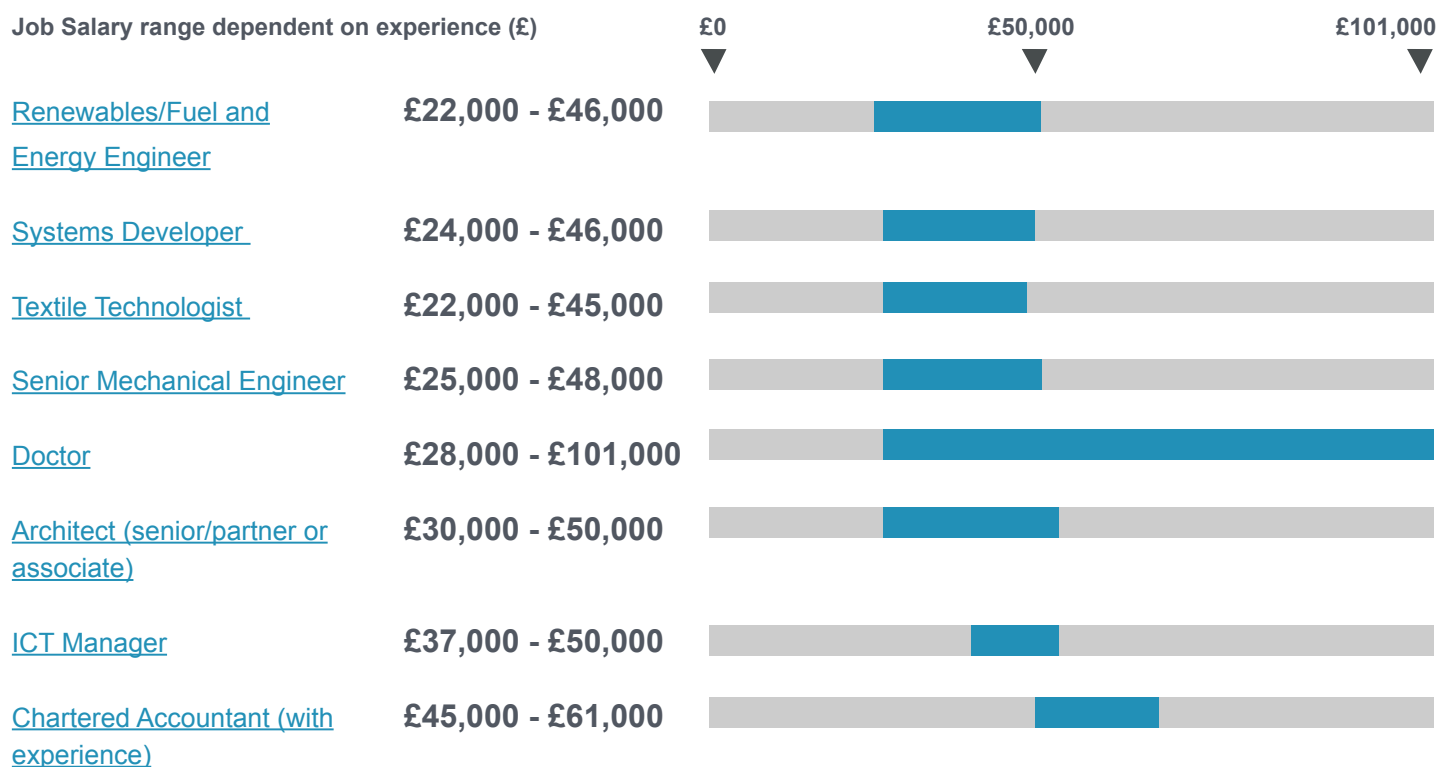 Job Salary range dependent on experience (£) £0 £50,000 £101,000
Renewables/Fuel and £22,000 - £46,000
Energy Engineer
Systems Developer £24,000 - £46,000
Textile Technologist £22,000 - £45,000
Senior Mechanical Engineer £25,000 - £48,000
Doctor £28,000 - £101,000
Architect (senior/partner or £30,000 - £50,000
associate)
ICT Manager £37,000 - £50,000
Chartered Accountant (with £45,000 - £61,000
experience)